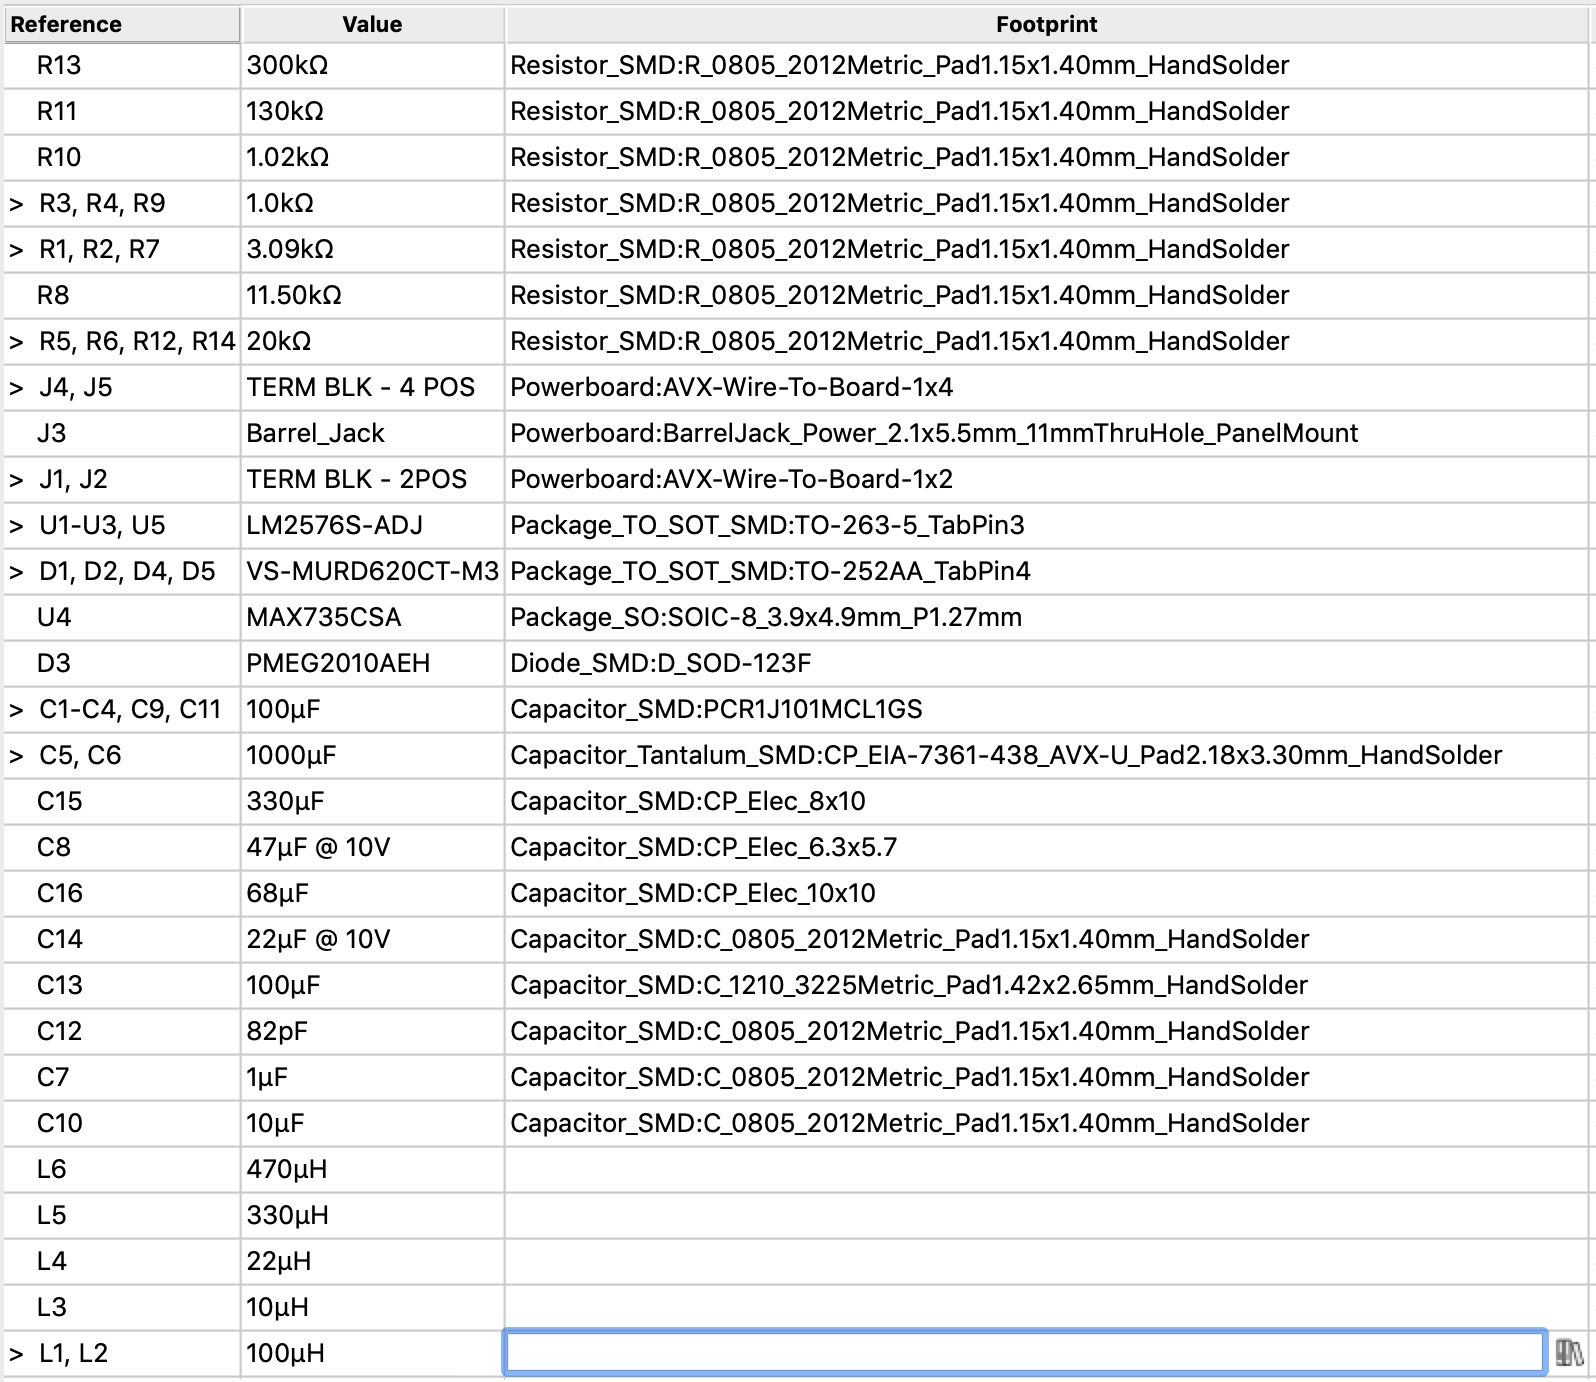 Reference Value Footprint
R13 300kΩ Resistor_SMD:R_0805_2012Metric_Pad1.15x1.40mm_HandSolder
R11 130kΩ Resistor_SMD:R_0805_2012Metric_Pad1.15x1.40mm_HandSolder
R10 1.02kΩ Resistor_SMD:R_0805_2012Metric_Pad1.15x1.40mm_HandSolder
> R3, R4, R9 1.0kΩ Resistor_SMD:R_0805_2012Metric_Pad1.15x1.40mm_HandSolder
> R1, R2, R7 3.09kΩ Resistor_SMD:R_0805_2012Metric_Pad1.15x1.40mm_HandSolder
R8 11.50kΩ Resistor_SMD:R_0805_2012Metric_Pad1.15x1.40mm_HandSolder
> R5, R6, R12, R14 20kΩ Resistor_SMD:R_0805_2012Metric_Pad1.15x1.40mm_HandSolder
> J4, J5 TERM BLK - 4 POS Powerboard:AVX-Wire-To-Board-1x4
J3 Barrel_Jack Powerboard:BarrelJack_Power_2.1x5.5mm_11mmThruHole_PanelMount
> J1, J2 TERM BLK - 2POS Powerboard:AVX-Wire-To-Board-1x2
> U1-U3, U5 LM2576S-ADJ Package_TO_SOT_SMD:TO-263-5_TabPin3
> D1, D2, D4, D5 VS-MURD620CT-M3 Package_TO_SOT_SMD:TO-252AA_TabPin4
U4 MAX735CSA Package_SO:SOIC-8_3.9x4.9mm_P1.27mm
D3 PMEG2010AEH Diode_SMD:D_SOD-123F
> C1-C4, C9, C11 100µF Capacitor_SMD:PCR1J101MCL1GS
> C5, C6 1000µF Capacitor_Tantalum_SMD:CP_EIA-7361-438_AVX-U_Pad2.18x3.30mm_HandSolder
C15 330µF Capacitor_SMD:CP_Elec_8x10
C8 47µF @ 10V Capacitor_SMD:CP_Elec_6.3x5.7
C16 68µF Capacitor_SMD:CP_Elec_10x10
C14 22µF @ 10V Capacitor_SMD:C_0805_2012Metric_Pad1.15x1.40mm_HandSolder
C13 100µF Capacitor_SMD:C_1210_3225Metric_Pad1.42x2.65mm_HandSolder
C12 82pF Capacitor_SMD:C_0805_2012Metric_Pad1.15x1.40mm_HandSolder
C7 1µF Capacitor_SMD:C_0805_2012Metric_Pad1.15x1.40mm_HandSolder
C10 10µF Capacitor_SMD:C_0805_2012Metric_Pad1.15x1.40mm_HandSolder
L6 470µH
L5 330µH
L4 22µH
L3 10µH
> L1, L2 100µH